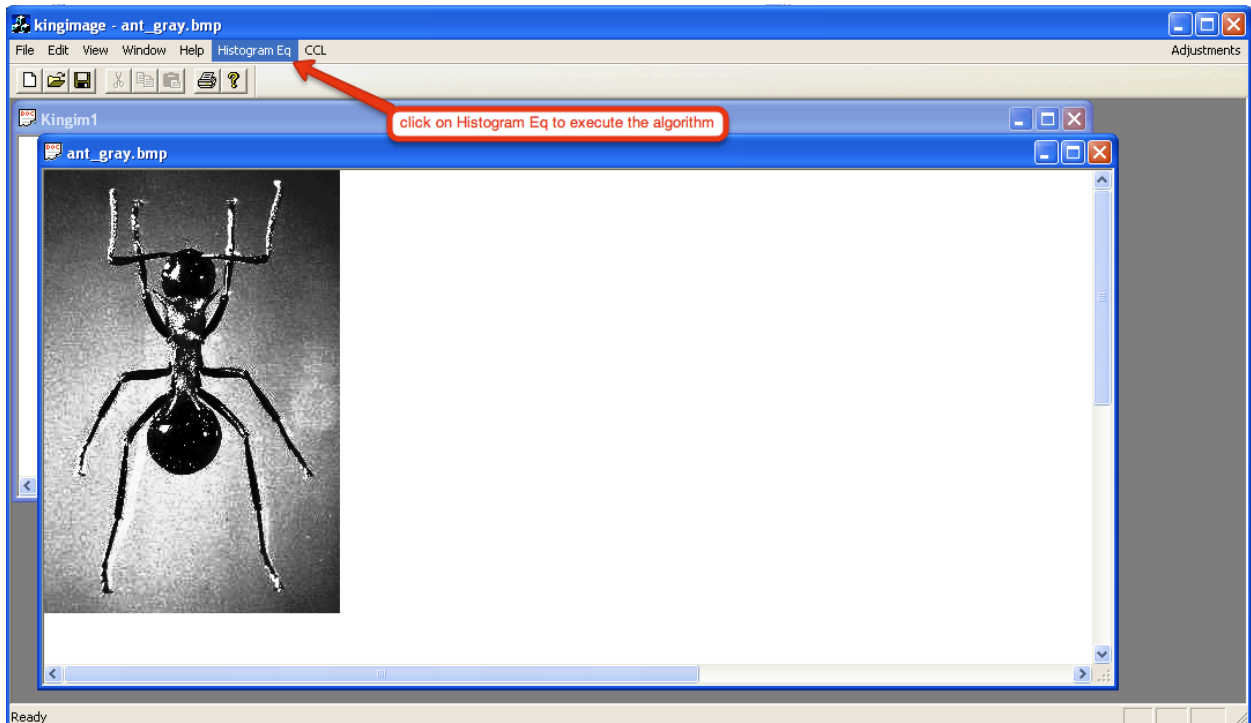 kingimage - ant_gray.bmp
File Edit View Window Help Histogram Eq CCL Adjustments
click on Histogram Eq to execute the algorithm
Kingim1
ant_gray.bmp
Ready